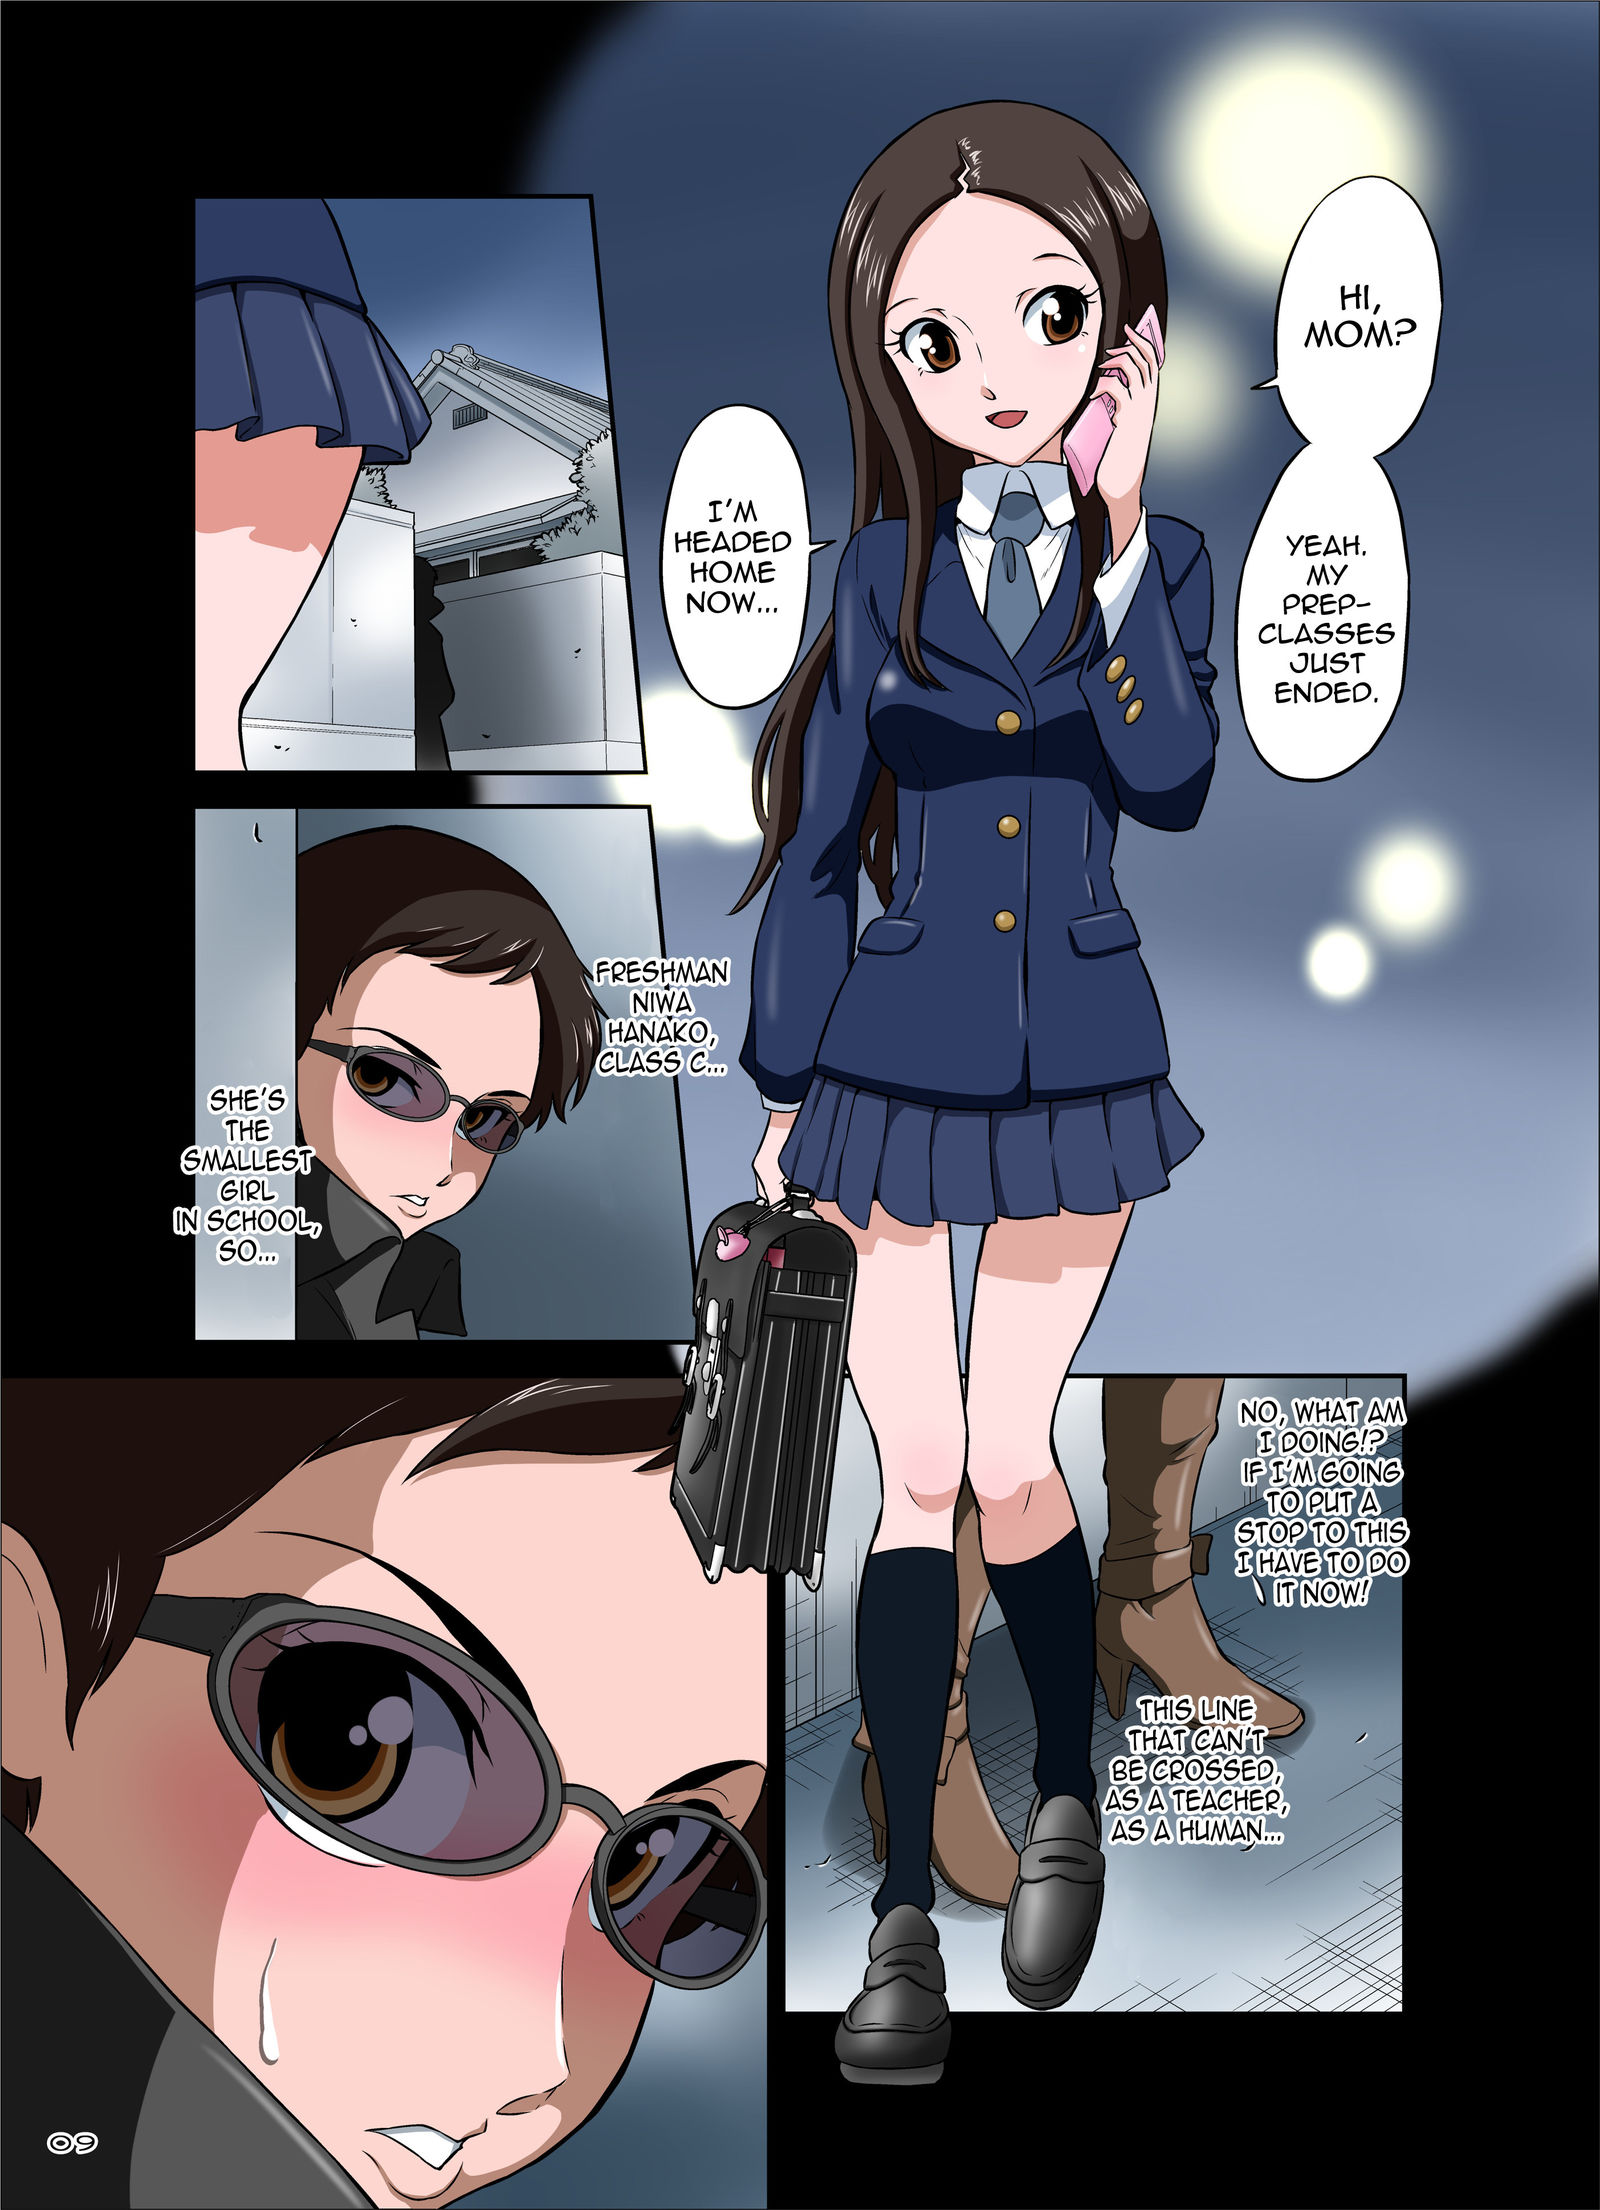 HI,
MOM?
YEAH.
MY
PREP-
CLASSES
JUST
ENDED.
I'M
HEADED
HOME
NOW...
FRESHMAN
NIWA
HANAKO,
CLASS C...
SHE'S
THE
SMALLEST
GIRL
IN SCHOOL,
SO...
NO, WHAT AM
I DOING!?
IF I'M GOING
TO PUT A
STOP TO THIS
I HAVE TO DO
IT NOW!
THIS LINE
THAT CAN'T
BE CROSSED,
AS A TEACHER,
AS A HUMAN...
09